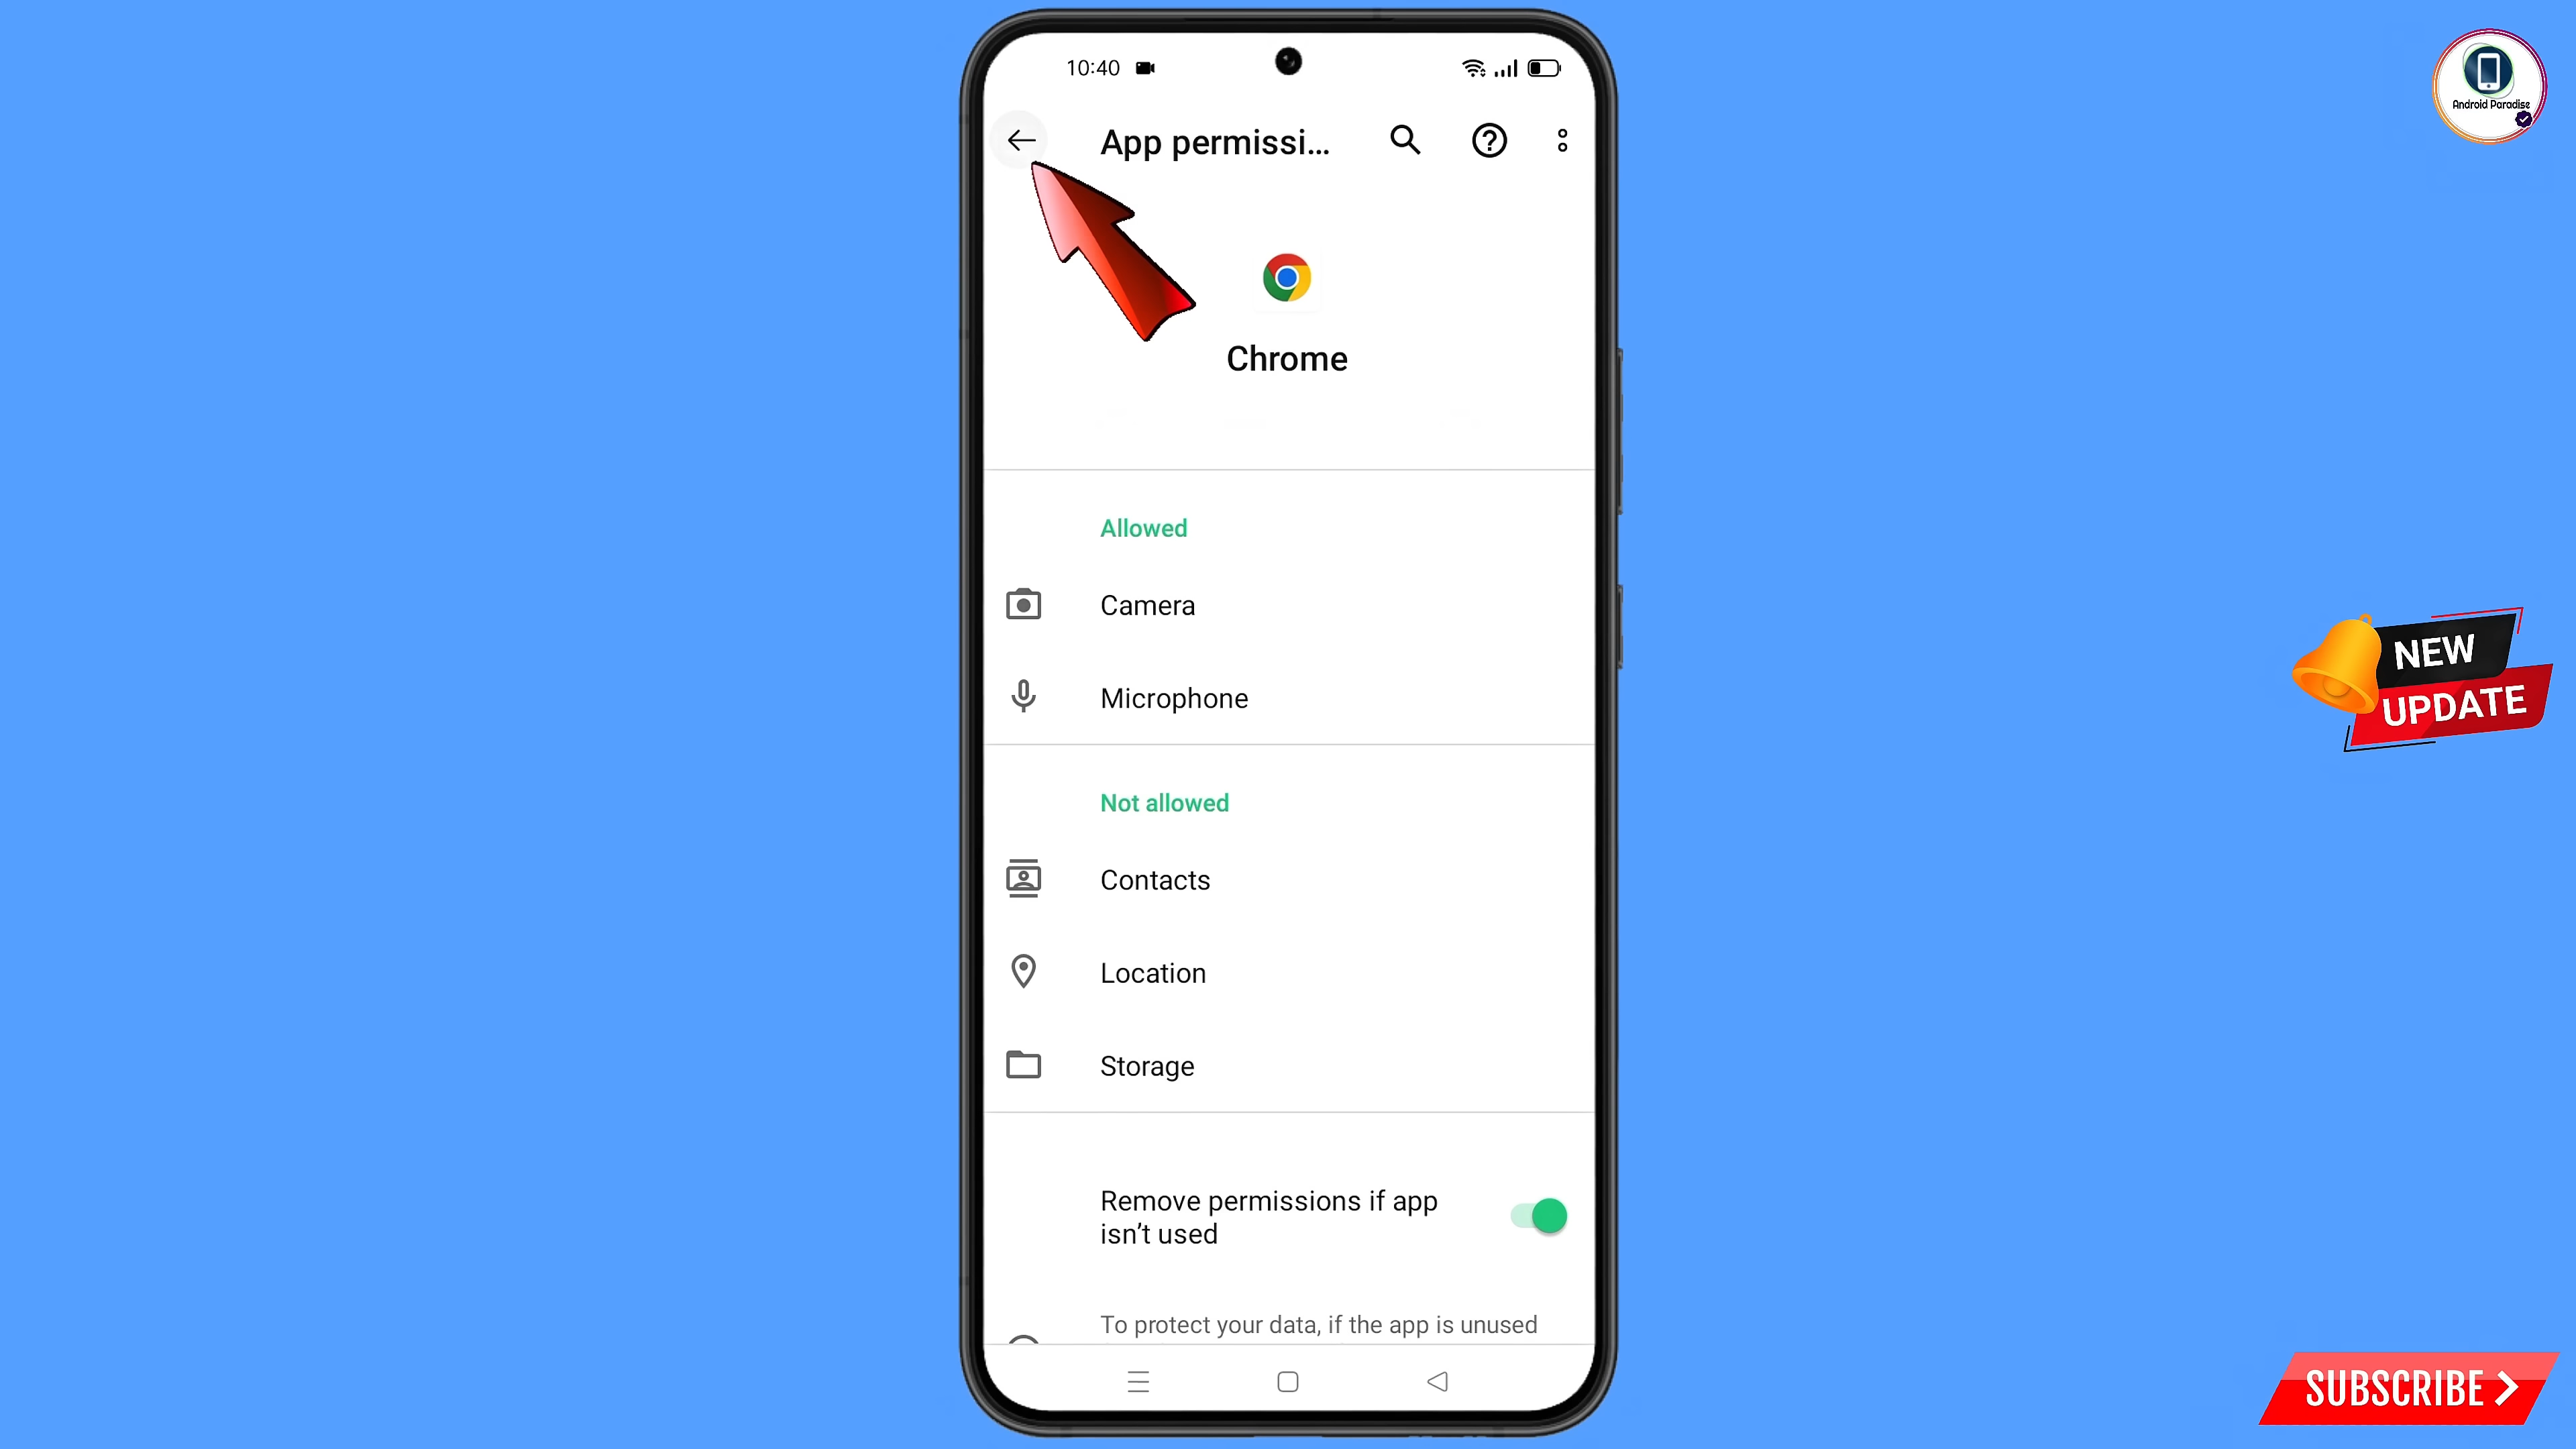 10:40
App permissi...
Android Paradise
Chrome
Allowed
Camera
Microphone
NEW
UPDATE
Not allowed
Contacts
Location
Storage
Remove permissions if app
isn't used
To protect your data, if the app is unused
SUBSCRIBE